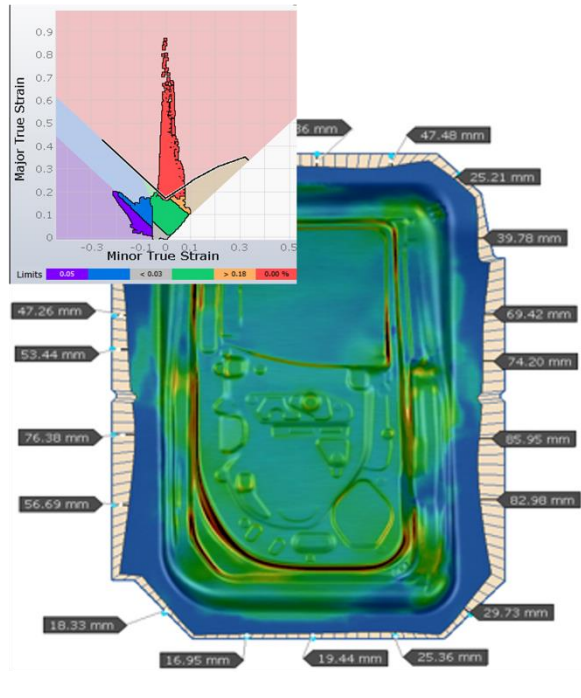 Major True Strain
0.9
0.8
0.7
0.6
0.5
0.4
0.3
0.2
0.1
0
-0.3
-0.1
0
0.1
0.3
0.5
Minor True Strain
Limits 0.05 < 0.03 > 0.18 0.00 %
36 mm
47.48 mm
25.21 mm
39.78 mm
47.26 mm
69.42 mm
53.44 mm
74.20 mm
76.38 mm
85.95 mm
56.69 mm
82.98 mm
18.33 mm
29.73 mm
16.95 mm
19.44 mm
25.36 mm